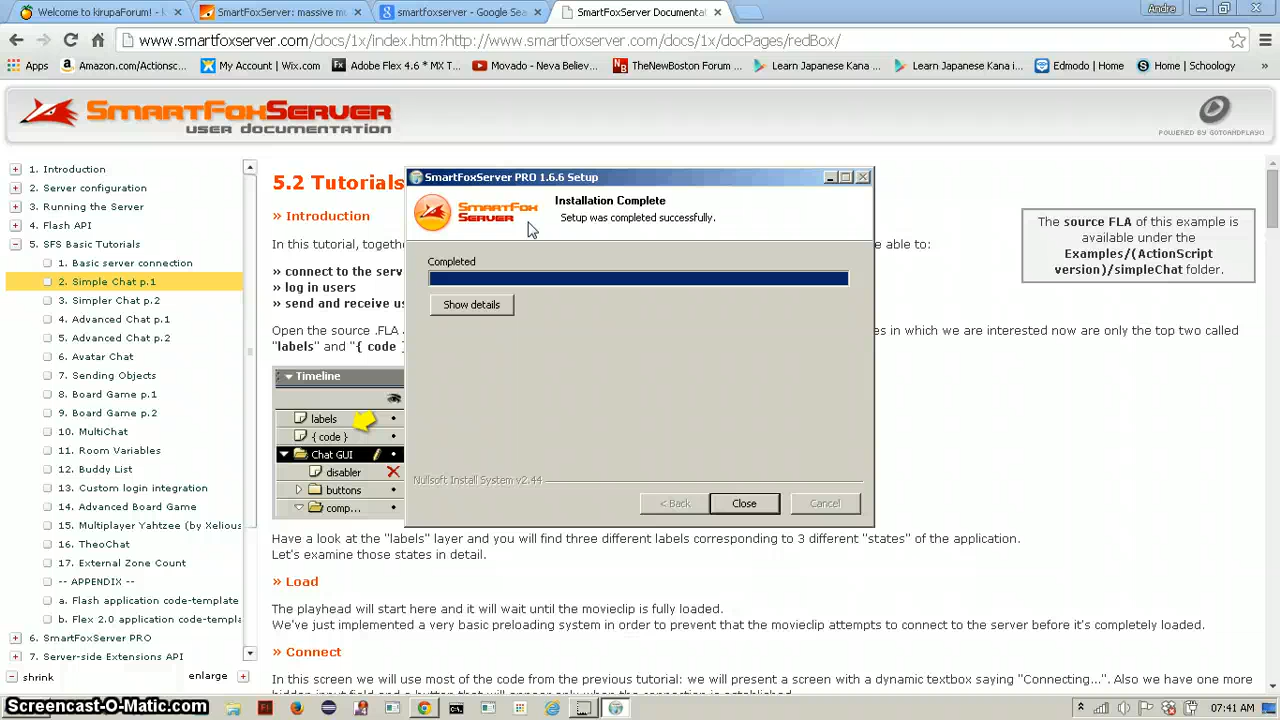 "Welcome to kirupaForum! - k
SmartFoxServer: massive m
smartfoxserver - Google Sea
SmartFoxServer Documenta
Andre
www.smartfoxserver.com/docs/1x/index.htm?http://www.smartfoxserver.com/docs/1x/docPages/redBox/
Apps
Amazon.com/Actionsc...
My Account | Wix.com
Adobe Flex 4.6 * MX T...
Movado - Neva Believ...
TheNewBoston Forum...
Learn Japanese Kana ...
Learn Japanese Kana i...
Edmodo | Home
Home | Schoology
»
SmartFoxServer
user documentation
POWERED BY GOTOANDPLAY()
1. Introduction
2. Server configuration
3. Running the Server
4. Flash API
5. SFS Basic Tutorials
1. Basic server connection
2. Simple Chat p.1
3. Simpler Chat p.2
4. Advanced Chat p.1
5. Advanced Chat p.2
6. Avatar Chat
7. Sending Objects
8. Board Game p.1
9. Board Game p.2
10. MultiChat
11. Room Variables
12. Buddy List
13. Custom login integration
14. Advanced Board Game
15. Multiplayer Yahtzee (by Xelious
16. TheoChat
17. External Zone Count
-- APPENDIX --
a. Flash application code-template
b. Flex 2.0 application code-templa
6. SmartFoxServer PRO
7. Server-side Extensions API
shrink
enlarge
5.2 Tutorials
» Introduction
In this tutorial, togethe
e able to:
» connect to the serv
» log in users
» send and receive us
Open the source .FLA
es in which we are interested now are only the top two called
"labels" and "{ code }
The source FLA of this example is
available under the
Examples/(ActionScript
version)/simpleChat folder.
Timeline
labels
{ code }
Chat GUI
disabler
buttons
comp...
SmartFoxServer PRO 1.6.6 Setup
SmartFox
Server
Installation Complete
Setup was completed successfully.
Completed
Show details
Nullsoft Install System v2.44
< Back
Close
Cancel
Have a look at the "labels" layer and you will find three different labels corresponding to 3 different "states" of the application.
Let's examine those states in detail.
» Load
The playhead will start here and it will wait until the movieclip is fully loaded.
We've just implemented a very basic preloading system in order to prevent that the movieclip attempts to connect to the server before it's completely loaded.
» Connect
In this screen we will use most of the code from the previous tutorial: we will present a screen with a dynamic textbox saying "Connecting...". Also we have one more
Screencast-O-Matic.com
07:41 AM